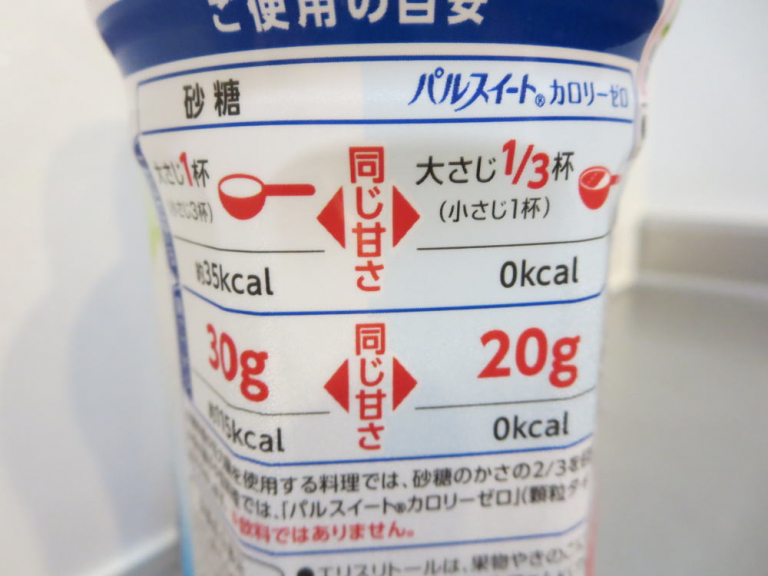 ご使用の目安
砂糖
パルスイート®カロリーゼロ
大さじ1杯
(小さじ3杯)
同じ甘さ
大さじ1/3杯
(小さじ1杯)
約35kcal
0kcal
30g
同じ甘さ
20g
約115kcal
0kcal
を使用する料理では、砂糖のかさの2/3を
では、「パルスイート®カロリーゼロ」(顆粒タイ
飲料ではありません。
●エリスリトールは、果物やきのこ